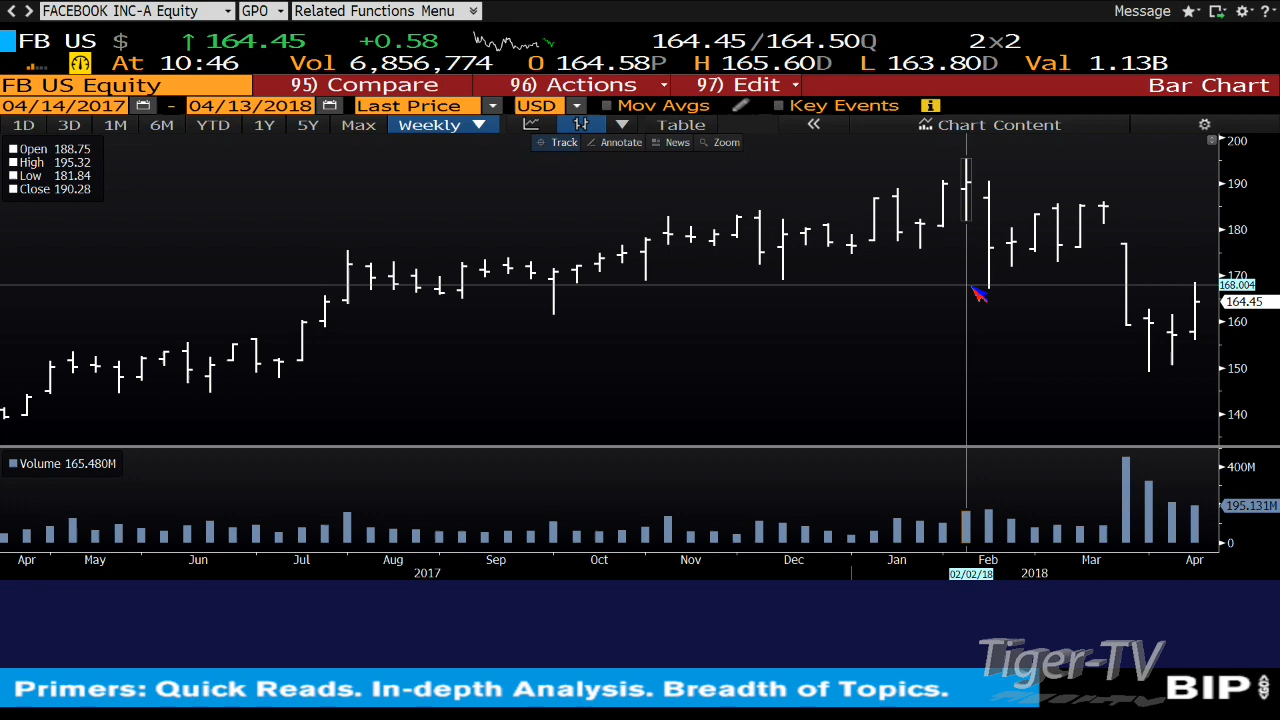 FACEBOOK INC-A Equity GPO Related Functions Menu Message ?
FB US $ ↑ 164.45 +0.58 164.45/164.50Q 2×2
At 10:46 Vol 6,856,774 O 164.58P H 165.60D L 163.80D Val 1.13B
FB US Equity 95) Compare 96) Actions 97) Edit Bar Chart
04/14/2017 - 04/13/2018 Last Price USD Mov Avgs Key Events i
1D 3D 1M 6M YTD 1Y 5Y Max Weekly ▼ Table « Chart Content
Track Annotate News Zoom
Open 188.75
High 195.32
Low 181.84
Close 190.28
200
190
180
170
168.004
164.45
160
150
140
Volume 165.480M
400M
195.131M
0
Apr May Jun Jul Aug Sep Oct Nov Dec Jan Feb Mar Apr
2017 02/02/18 2018
Tiger-TV
Primers: Quick Reads. In-depth Analysis. Breadth of Topics.
BIP